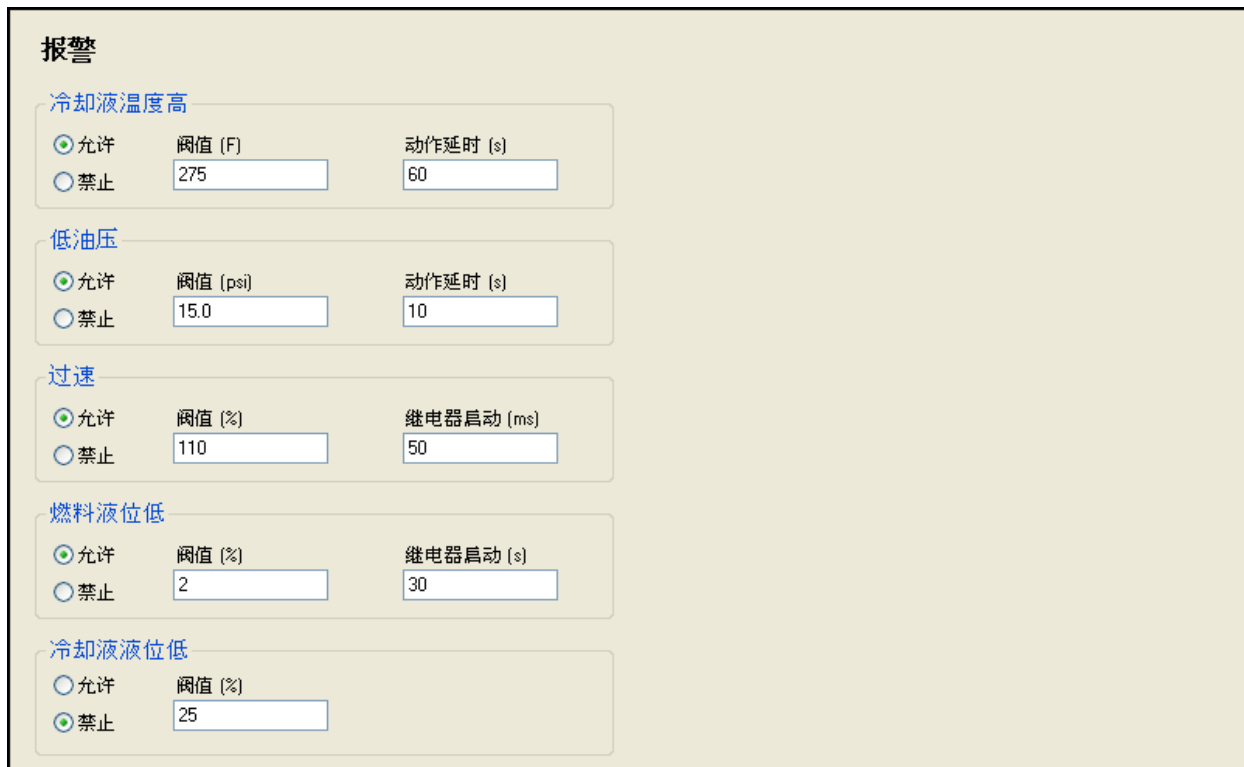 报警
冷却液温度高
允许 阀值 (F) 动作延时 (s)
禁止 275 60
低油压
允许 阀值 (psi) 动作延时 (s)
禁止 15.0 10
过速
允许 阀值 (%) 继电器启动 (ms)
禁止 110 50
燃料液位低
允许 阀值 (%) 继电器启动 (s)
禁止 2 30
冷却液液位低
允许 阀值 (%)
禁止 25